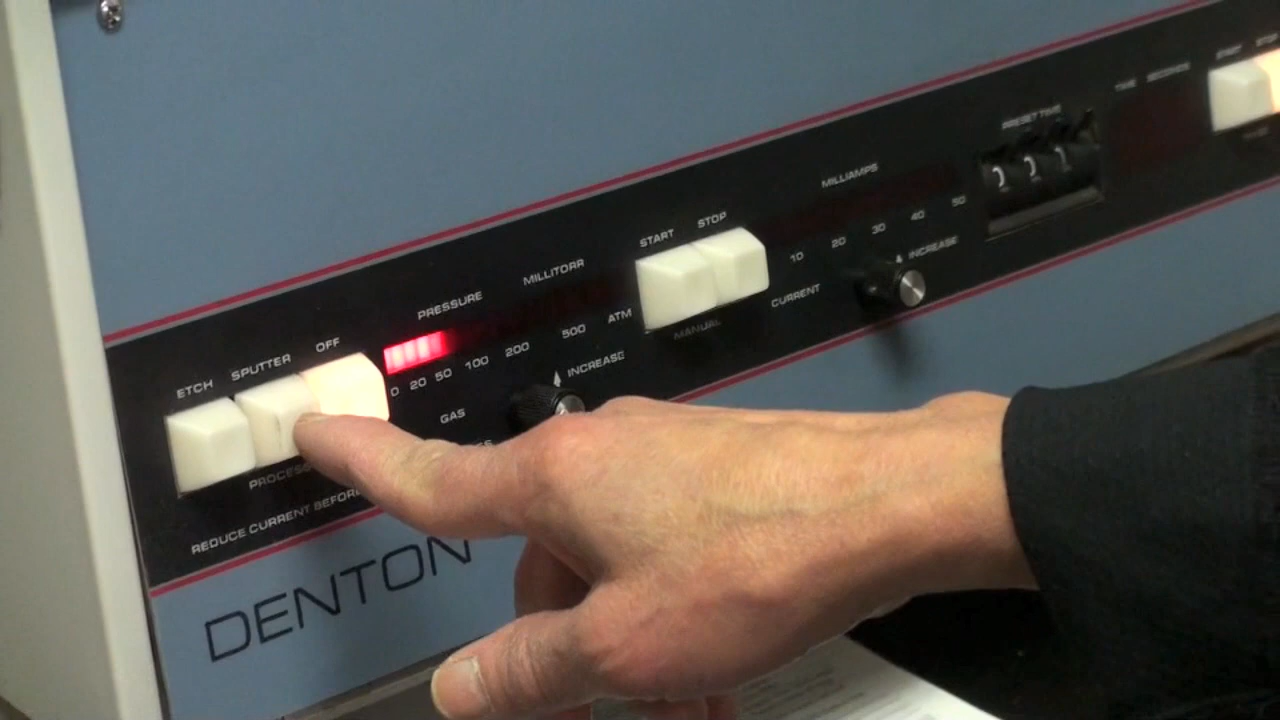 ETCH SPUTTER OFF
PRESSURE MILLITORR
0 20 50 100 200 500 ATM
GAS
INCREASE
PROCESS
REDUCE CURRENT BEFORE
START STOP
MANUAL
MILLIAMPS
10 20 30 40 50
CURRENT
INCREASE
PRESET TIME
TIME SECONDS
START STOP
DENTON